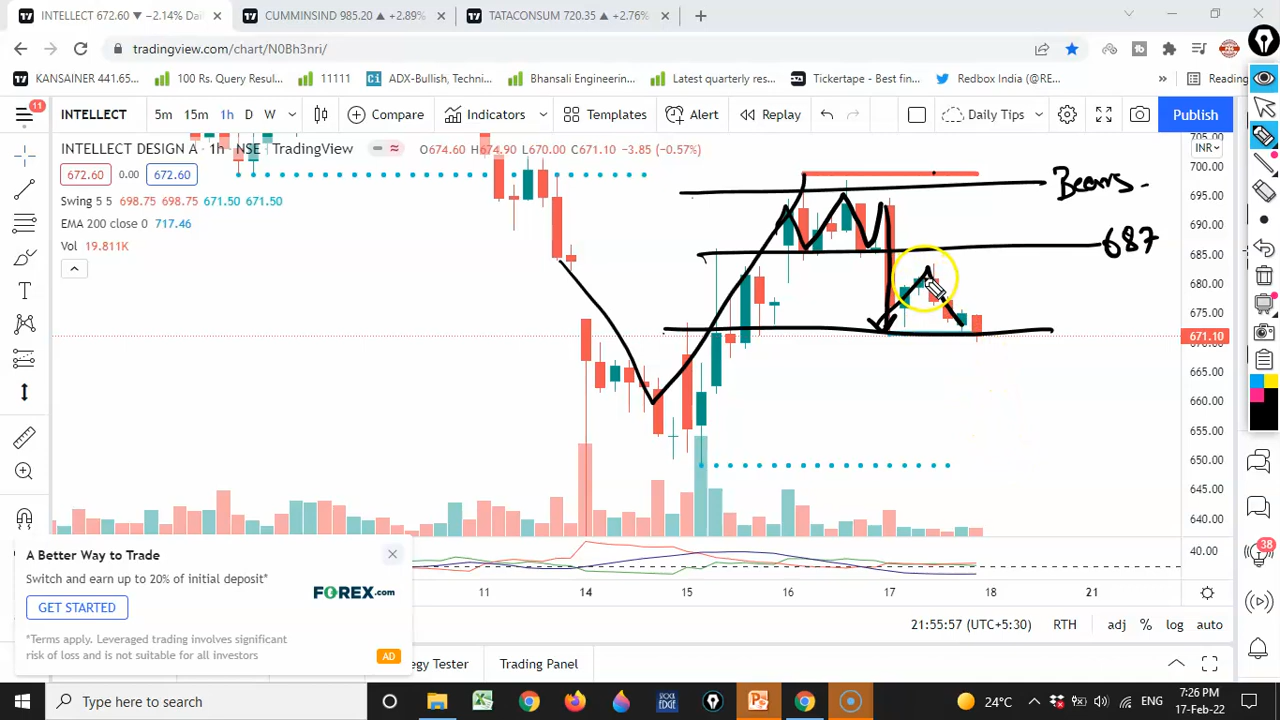 INTELLECT 672.60 ▼ −2.14% Dai
CUMMINSIND 985.20 ▲ +2.89%
TATACONSUM 720.35 ▲ +2.76%
tradingview.com/chart/N0Bh3nri/
KANSAINER 441.65...
100 Rs. Query Resul...
11111
ADX-Bullish, Techni...
Bhansali Engineerin...
Latest quarterly res...
Tickertape - Best fin...
Redbox India (@RE...
»
Reading
11
INTELLECT
5m
15m
1h
D
W
Compare
Indicators
Templates
Alert
Replay
Daily Tips
Publish
INTELLECT DESIGN A · 1h · NSE · TradingView
O674.60 H674.90 L670.00 C671.10 −3.85 (−0.57%)
INR
705.00
672.60
0.00
672.60
700.00
Swing 5 5 698.75 698.75 671.50 671.50
Bears
695.00
EMA 200 close 0 717.46
690.00
Vol 19.811K
687
685.00
680.00
675.00
671.10
665.00
660.00
655.00
650.00
645.00
640.00
A Better Way to Trade
Switch and earn up to 20% of initial deposit*
GET STARTED
FOREX.com
*Terms apply. Leveraged trading involves significant
risk of loss and is not suitable for all investors
AD
40.00
38
11
14
15
16
17
18
21
21:55:57 (UTC+5:30)
RTH
adj
%
log
auto
egy Tester
Trading Panel
Type here to search
24°C
ENG
7:26 PM
17-Feb-22